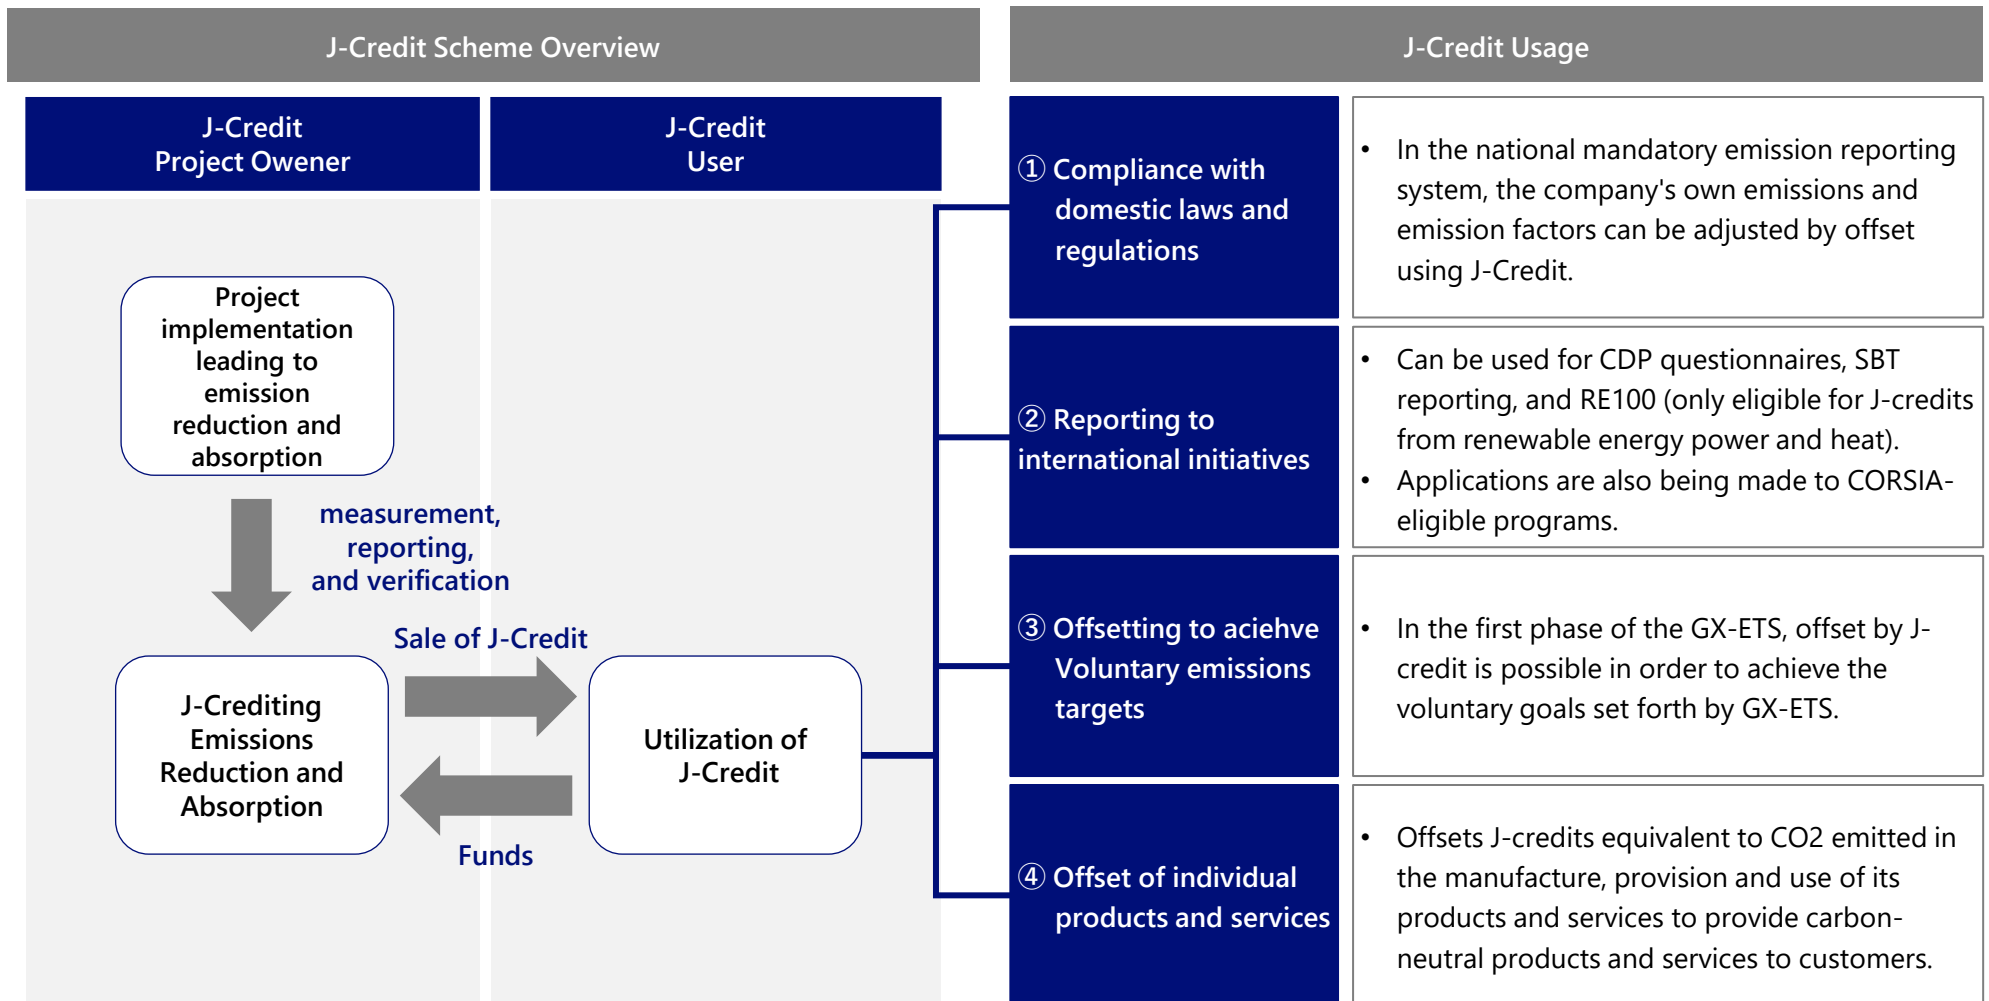 J-Credit Scheme Overview
J-Credit
Project Owener
J-Credit
User
Project
implementation
leading to
emission
reduction and
absorption
measurement,
reporting,
and verification
Sale of J-Credit
J-Crediting
Emissions
Reduction and
Absorption
Utilization of
J-Credit
Funds
J-Credit Usage
① Compliance with
domestic laws and
regulations
• In the national mandatory emission reporting
system, the company's own emissions and
emission factors can be adjusted by offset
using J-Credit.
② Reporting to
international initiatives
• Can be used for CDP questionnaires, SBT
reporting, and RE100 (only eligible for J-credits
from renewable energy power and heat).
• Applications are also being made to CORSIA-
eligible programs.
③ Offsetting to aciehve
Voluntary emissions
targets
• In the first phase of the GX-ETS, offset by J-
credit is possible in order to achieve the
voluntary goals set forth by GX-ETS.
④ Offset of individual
products and services
• Offsets J-credits equivalent to CO2 emitted in
the manufacture, provision and use of its
products and services to provide carbon-
neutral products and services to customers.